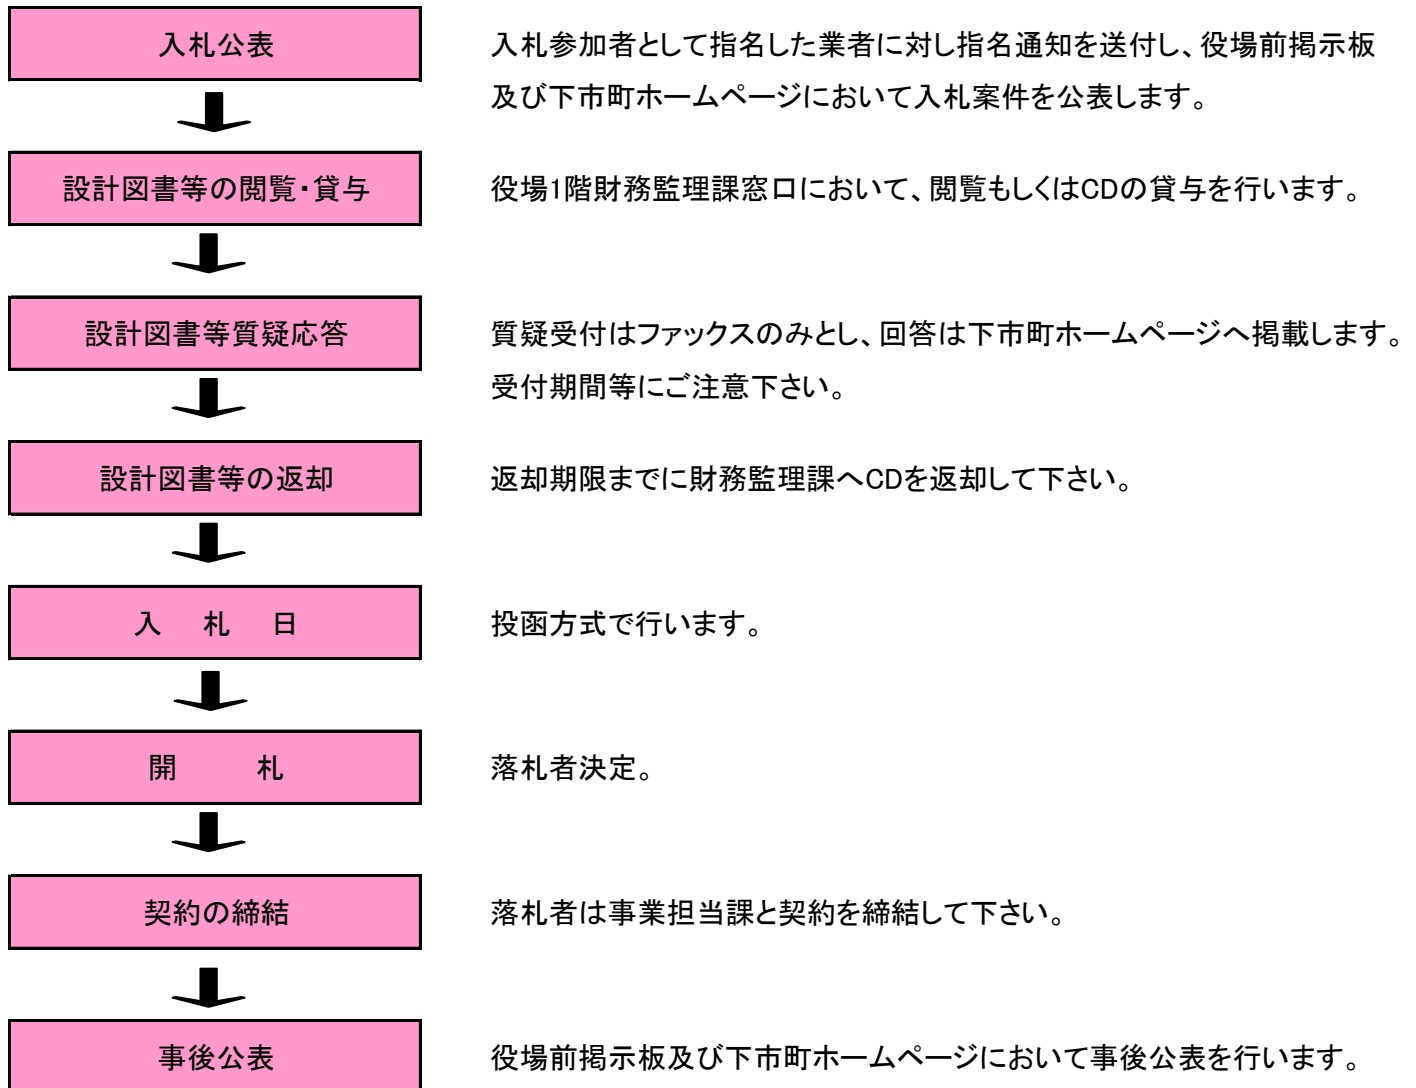 入札公表
入札参加者として指名した業者に対し指名通知を送付し、役場前掲示板
及び下市町ホームページにおいて入札案件を公表します。
設計図書等の閲覧・貸与
役場1階財務監理課窓口において、閲覧もしくはCDの貸与を行います。
設計図書等質疑応答
質疑受付はファックスのみとし、回答は下市町ホームページへ掲載します。
受付期間等にご注意下さい。
設計図書等の返却
返却期限までに財務監理課へCDを返却して下さい。
入 札 日
投函方式で行います。
開 札
落札者決定。
契約の締結
落札者は事業担当課と契約を締結して下さい。
事後公表
役場前掲示板及び下市町ホームページにおいて事後公表を行います。